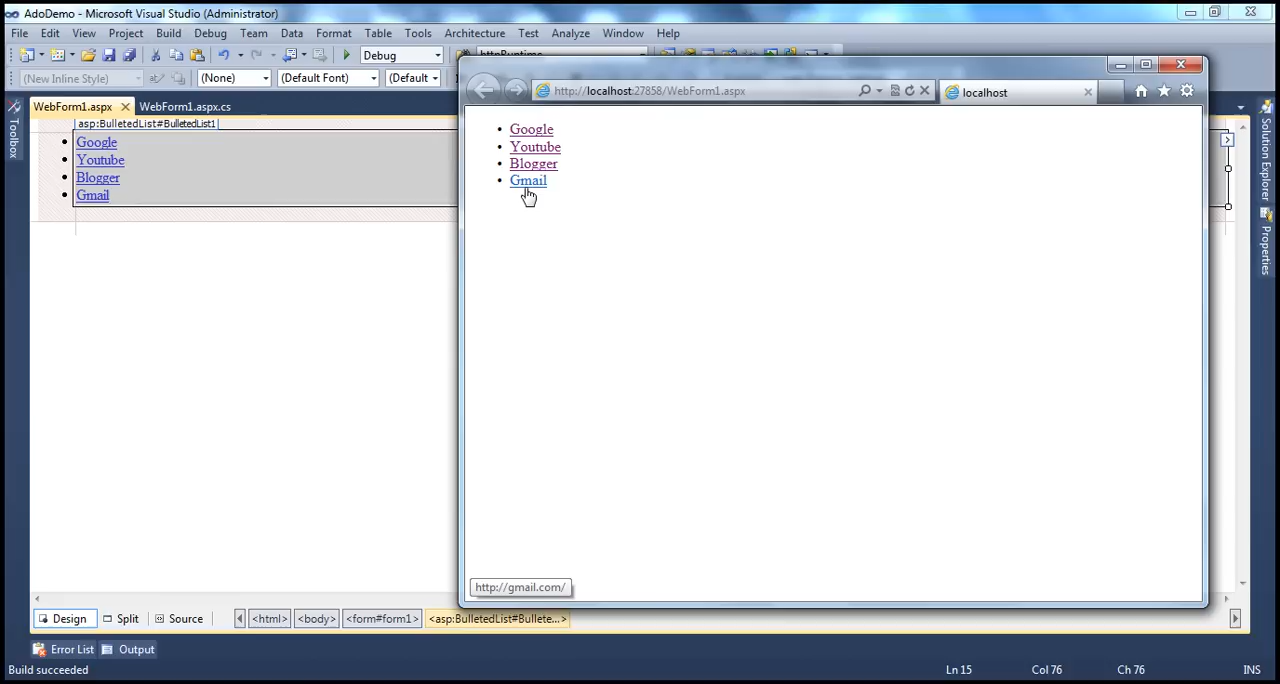 AdoDemo - Microsoft Visual Studio (Administrator)
File Edit View Project Build Debug Team Data Format Table Tools Architecture Test Analyze Window Help
Debug
(New Inline Style) (None) (Default Font) (Default
WebForm1.aspx WebForm1.aspx.cs
asp:BulletedList#BulletedList1
• Google
• Youtube
• Blogger
• Gmail
Toolbox
http://localhost:27858/WebForm1.aspx
localhost
• Google
• Youtube
• Blogger
• Gmail
http://gmail.com/
Solution Explorer
Properties
Design Split Source <html> <body> <form#form1> <asp:BulletedList#Bullete...>
Error List Output
Build succeeded Ln 15 Col 76 Ch 76 INS